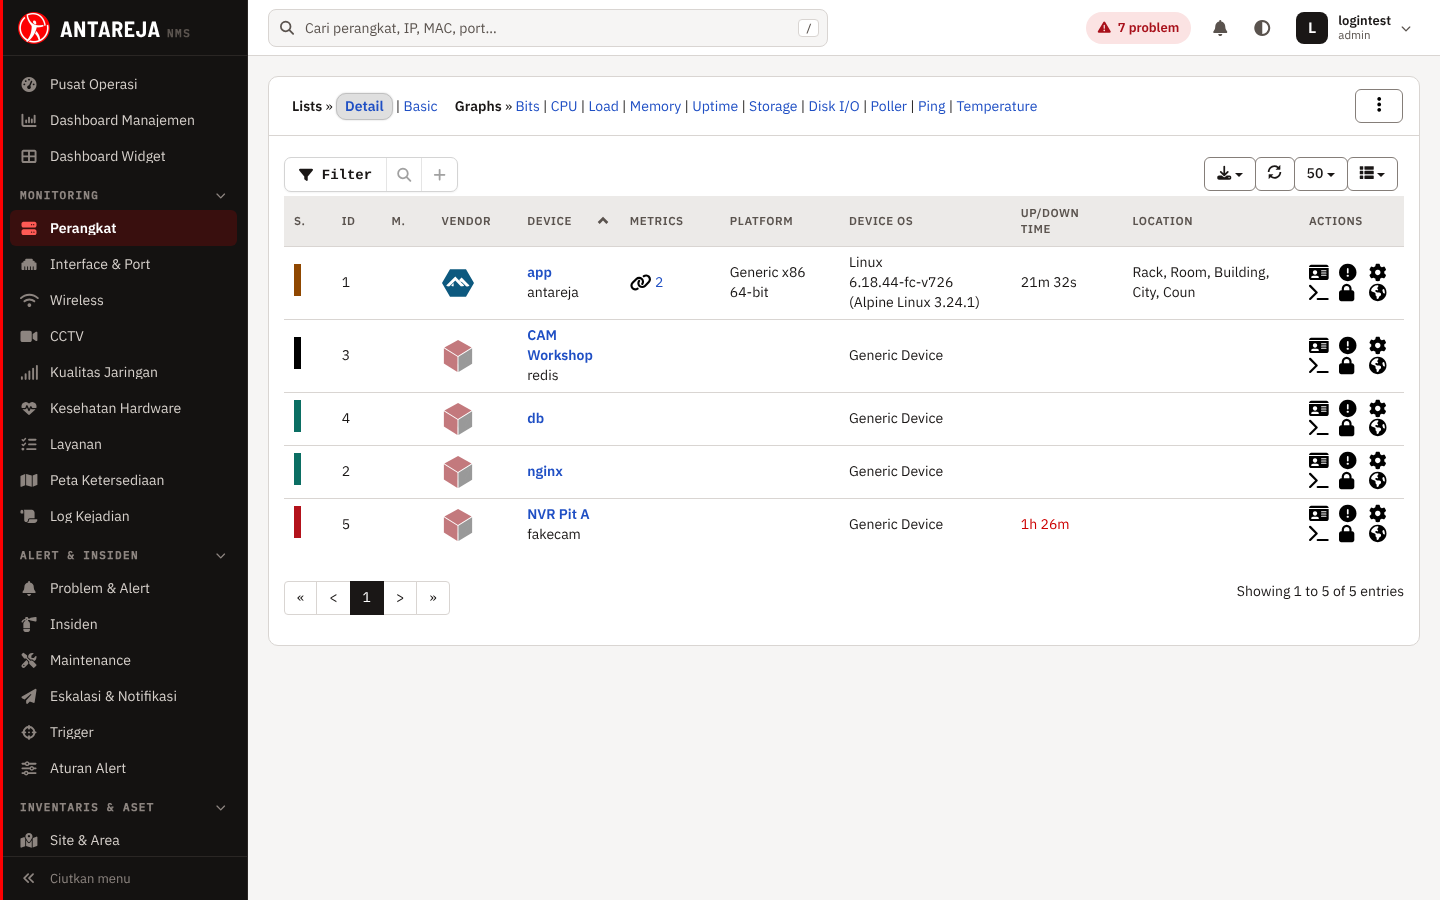 ANTAREJA NMS
Cari perangkat, IP, MAC, port...
/
7 problem
L
logintest
admin
Pusat Operasi
Dashboard Manajemen
Dashboard Widget
MONITORING
Perangkat
Interface & Port
Wireless
CCTV
Kualitas Jaringan
Kesehatan Hardware
Layanan
Peta Ketersediaan
Log Kejadian
ALERT & INSIDEN
Problem & Alert
Insiden
Maintenance
Eskalasi & Notifikasi
Trigger
Aturan Alert
INVENTARIS & ASET
Site & Area
Ciutkan menu
Lists » Detail | Basic Graphs » Bits | CPU | Load | Memory | Uptime | Storage | Disk I/O | Poller | Ping | Temperature
Filter
50
S. ID M. VENDOR DEVICE METRICS PLATFORM DEVICE OS UP/DOWN TIME LOCATION ACTIONS
1
app
antareja
2
Generic x86
64-bit
Linux
6.18.44-fc-v726
(Alpine Linux 3.24.1)
21m 32s
Rack, Room, Building,
City, Coun
3
CAM
Workshop
redis
Generic Device
4
db
Generic Device
2
nginx
Generic Device
5
NVR Pit A
fakecam
Generic Device
1h 26m
« < 1 > »
Showing 1 to 5 of 5 entries